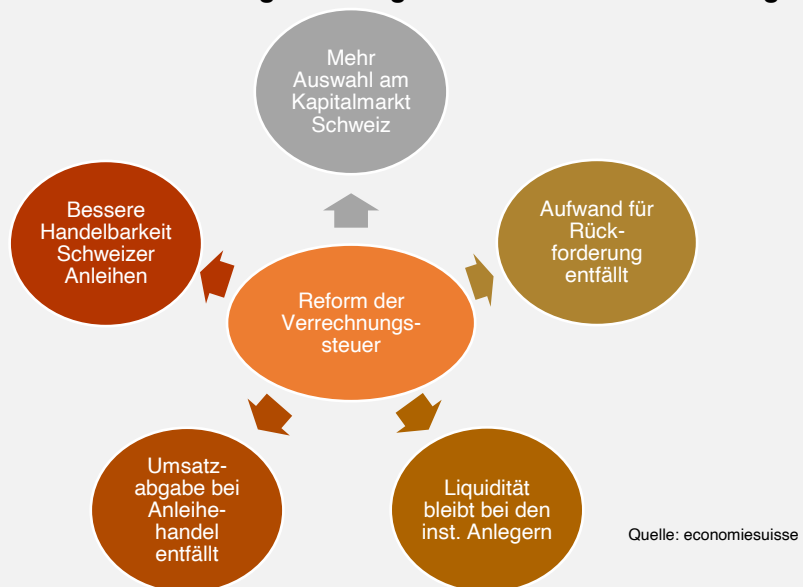 Mehr
Auswahl am
Kapitalmarkt
Schweiz
Bessere
Handelbarkeit
Schweizer
Anleihen
Aufwand für
Rück-
forderung
entfällt
Reform der
Verrechnungs-
steuer
Umsatz-
abgabe bei
Anleihe-
handel
entfällt
Liquidität
bleibt bei den
inst. Anlegern
Quelle: economiesuisse